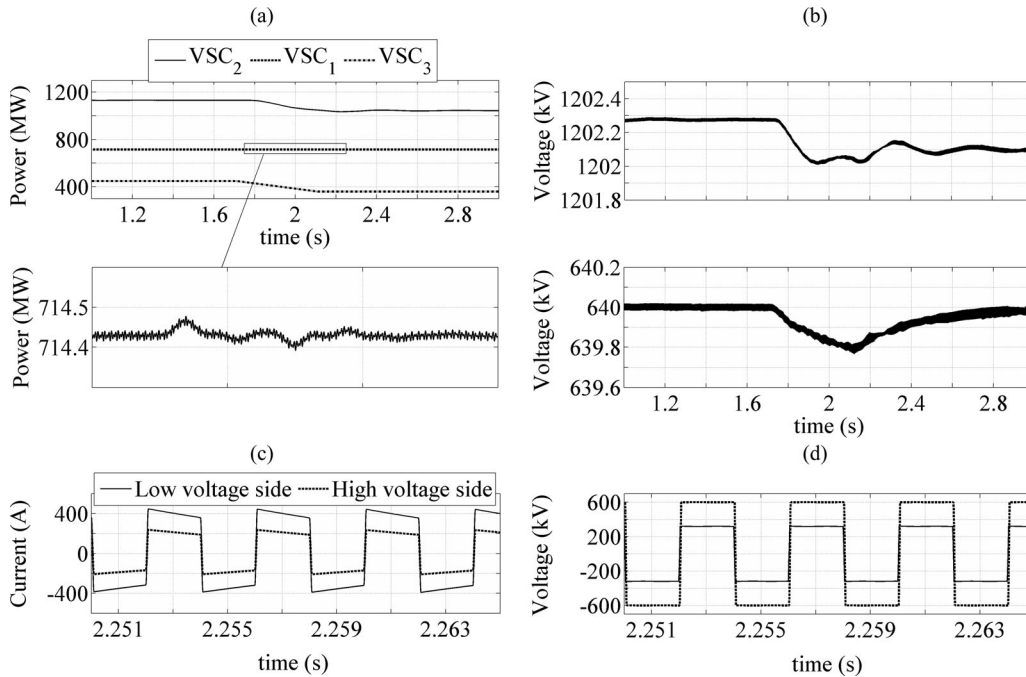 (a)
VSC2 VSC1 VSC3
Power (MW)
1200
800
400
1.2 1.6 2 2.4 2.8
time (s)
Power (MW)
714.5
714.4
(b)
Voltage (kV)
1202.4
1202.2
1202
1201.8
Voltage (kV)
640.2
640
639.8
639.6
1.2 1.6 2 2.4 2.8
time (s)
(c)
Low voltage side High voltage side
Current (A)
400
0
-400
2.251 2.255 2.259 2.263
time (s)
(d)
Voltage (kV)
600
200
-200
-600
2.251 2.255 2.259 2.263
time (s)